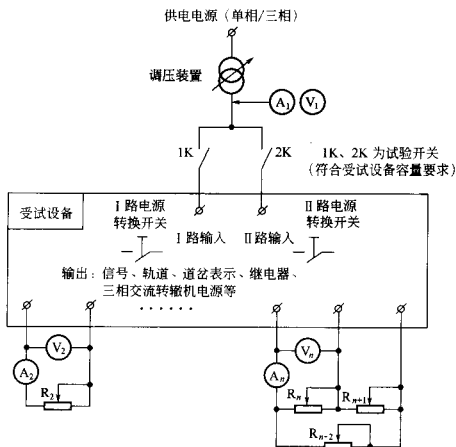 供电电源(单相/三相)
调压装置
A₁ V₁
1K 2K
1K、2K 为试验开关
(符合受试设备容量要求)
受试设备
Ⅰ路电源
转换开关
Ⅱ路电源
转换开关
Ⅰ路输入 Ⅱ路输入
输出:信号、轨道、道岔表示、继电器、
三相交流转辙机电源等
······
V₂
A₂
R₂
Vₙ
Aₙ
Rₙ
Rₙ₊₁
Rₙ₋₂